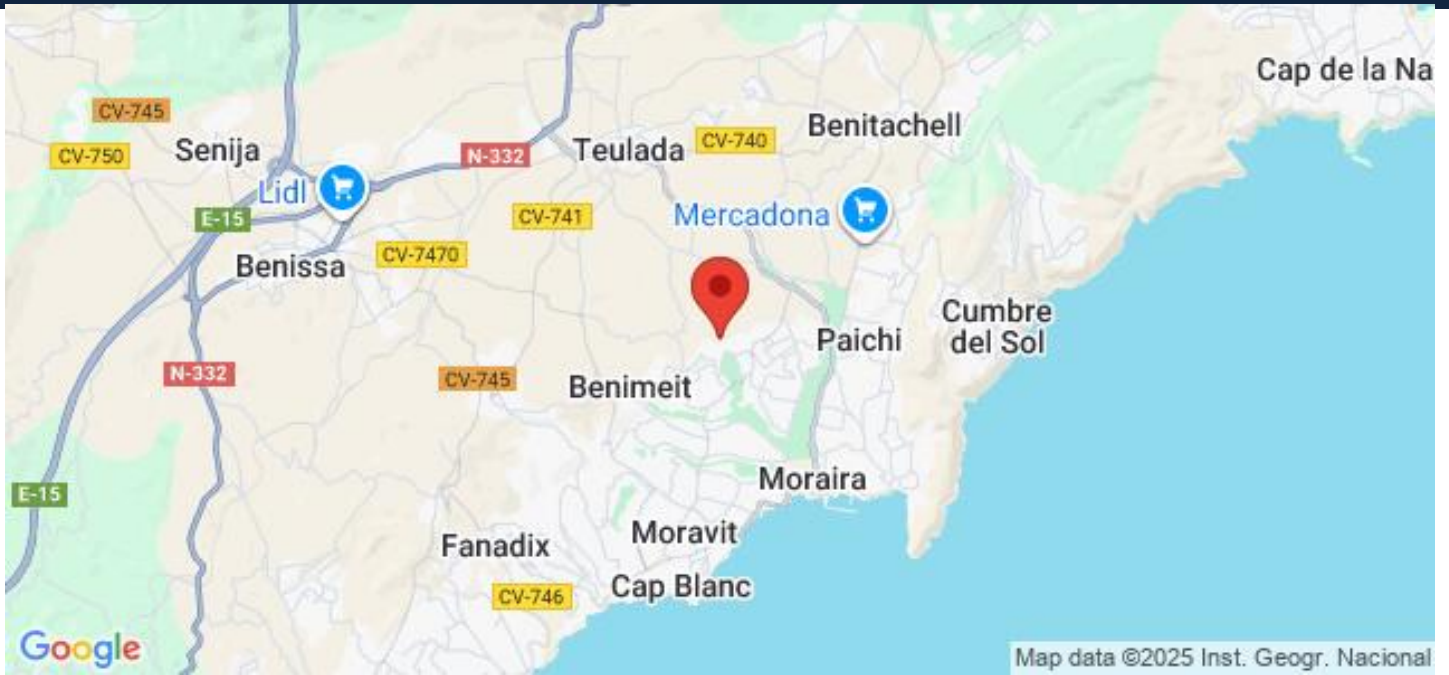 Cap de la Na
CV-745
Benitachell
Senija
Teulada
CV-740
CV-750
N-332
Lidl
E-15
CV-741
Mercadona
Benissa
CV-7470
Cumbre
del Sol
Paichi
N-332
CV-745
Benimeit
Moraira
E-15
Moravit
Fanadix
Cap Blanc
CV-746
Google
Map data ©2025 Inst. Geogr. Nacional